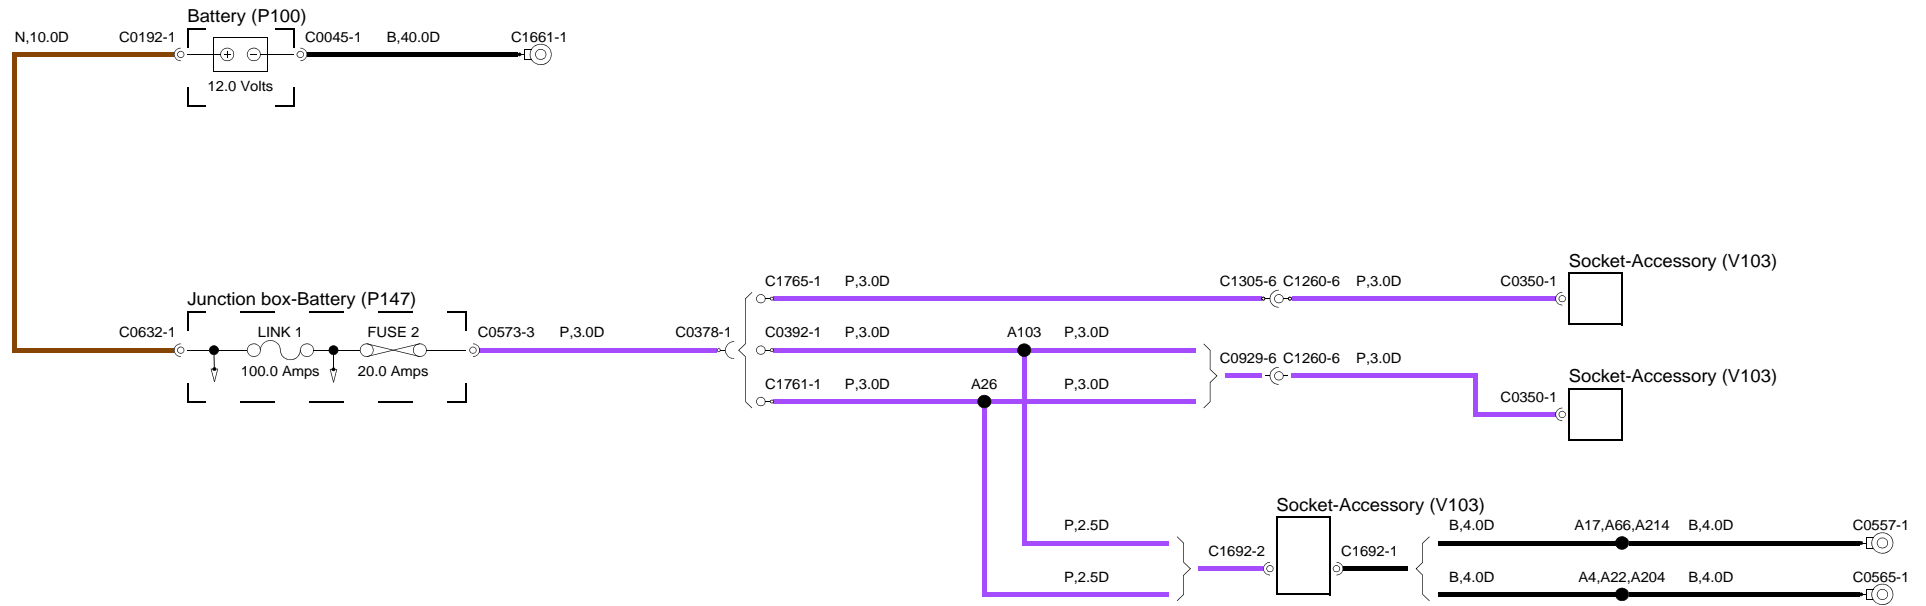 Battery (P100)
N,10.0D C0192-1 C0045-1 B,40.0D C1661-1
12.0 Volts
Socket-Accessory (V103)
C1765-1 P,3.0D C1305-6 C1260-6 P,3.0D C0350-1
Junction box-Battery (P147)
C0632-1 LINK 1 FUSE 2 C0573-3 P,3.0D C0378-1 C0392-1 P,3.0D A103 P,3.0D
100.0 Amps 20.0 Amps
C0929-6 C1260-6 P,3.0D
Socket-Accessory (V103)
C1761-1 P,3.0D A26 P,3.0D
C0350-1
Socket-Accessory (V103)
P,2.5D B,4.0D A17,A66,A214 B,4.0D C0557-1
C1692-2 C1692-1
P,2.5D B,4.0D A4,A22,A204 B,4.0D C0565-1